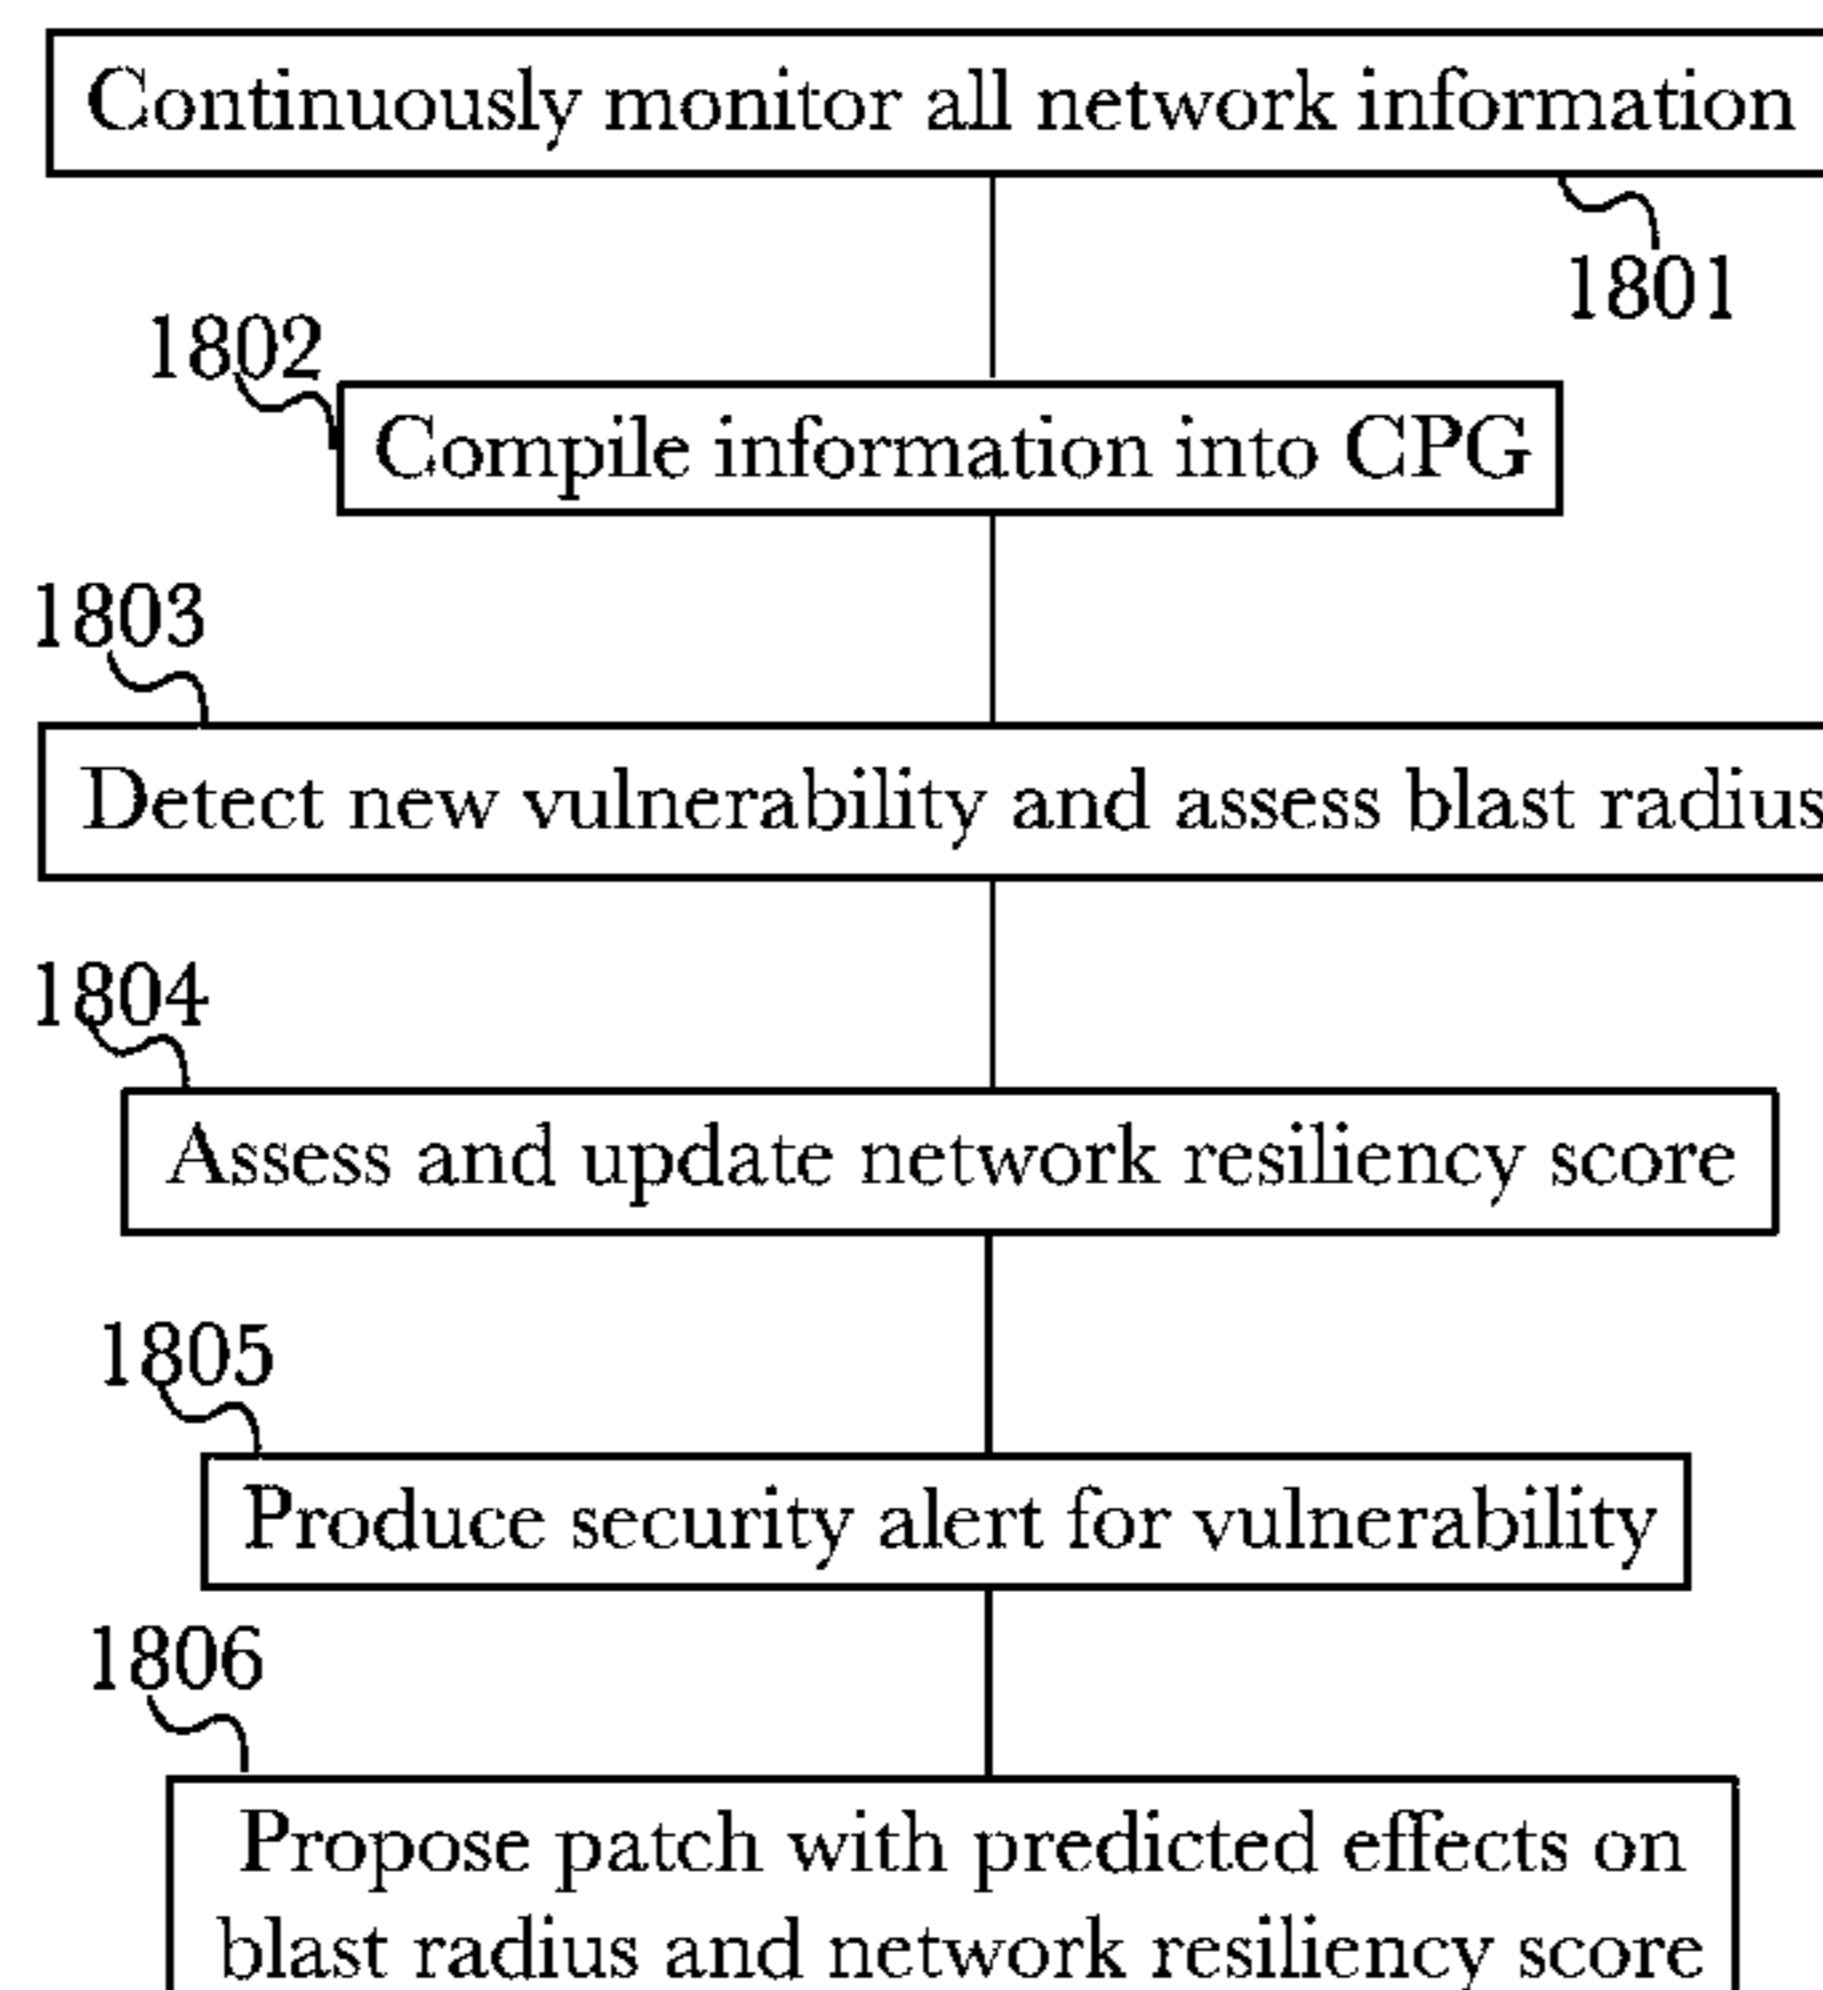 Continuously monitor all network information
1801
1802
Compile information into CPG
1803
Detect new vulnerability and assess blast radius
1804
Assess and update network resiliency score
1805
Produce security alert for vulnerability
1806
Propose patch with predicted effects on
blast radius and network resiliency score